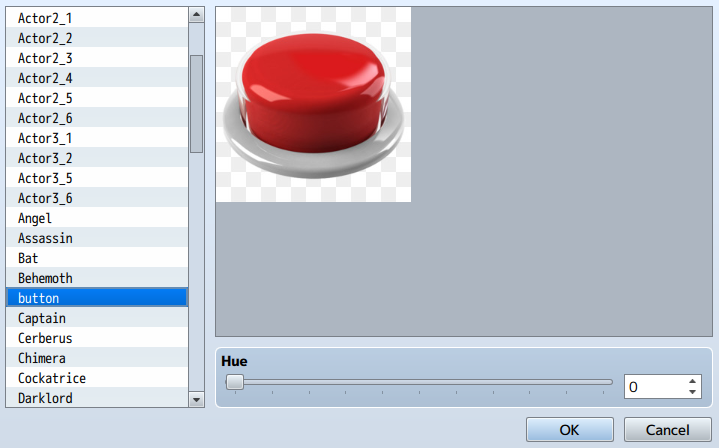 Actor2_1
Actor2_2
Actor2_3
Actor2_4
Actor2_5
Actor2_6
Actor3_1
Actor3_2
Actor3_5
Actor3_6
Angel
Assassin
Bat
Behemoth
button
Captain
Cerberus
Chimera
Cockatrice
Darklord
Hue
0
OK
Cancel